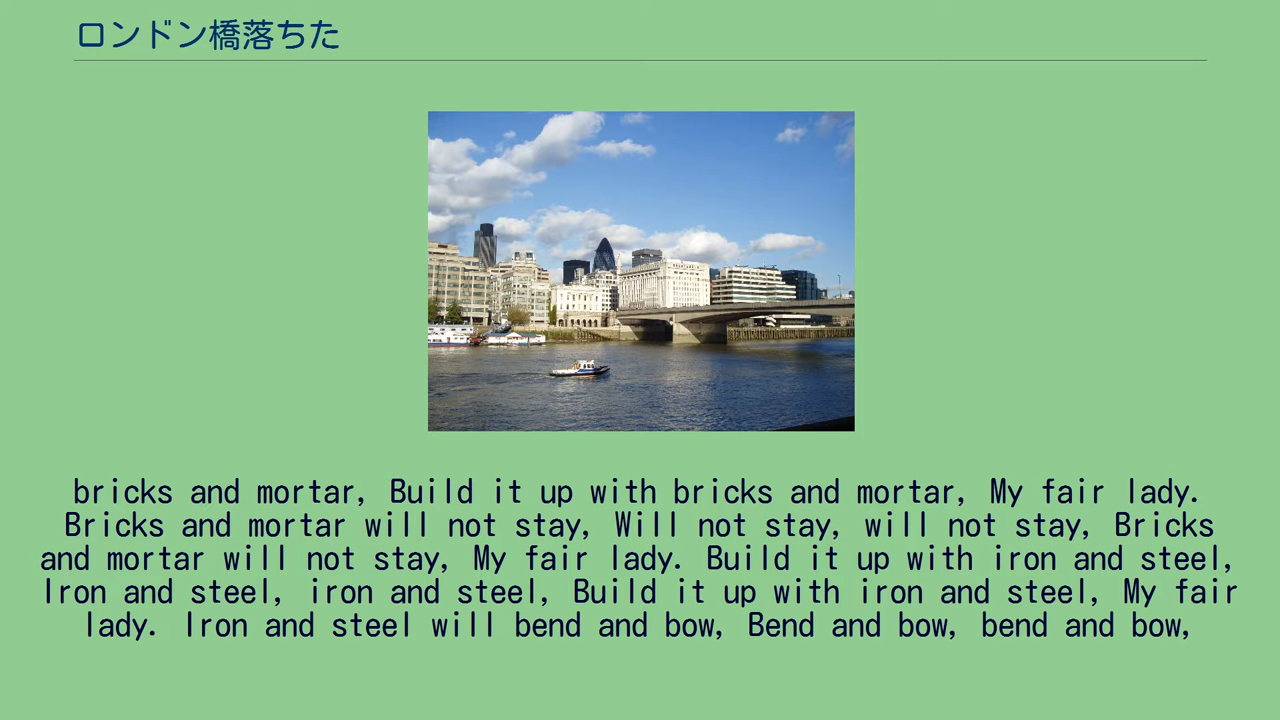 ロンドン橋落ちた
bricks and mortar, Build it up with bricks and mortar, My fair lady.
Bricks and mortar will not stay, Will not stay, will not stay, Bricks
and mortar will not stay, My fair lady. Build it up with iron and steel,
Iron and steel, iron and steel, Build it up with iron and steel, My fair
lady. Iron and steel will bend and bow, Bend and bow, bend and bow,